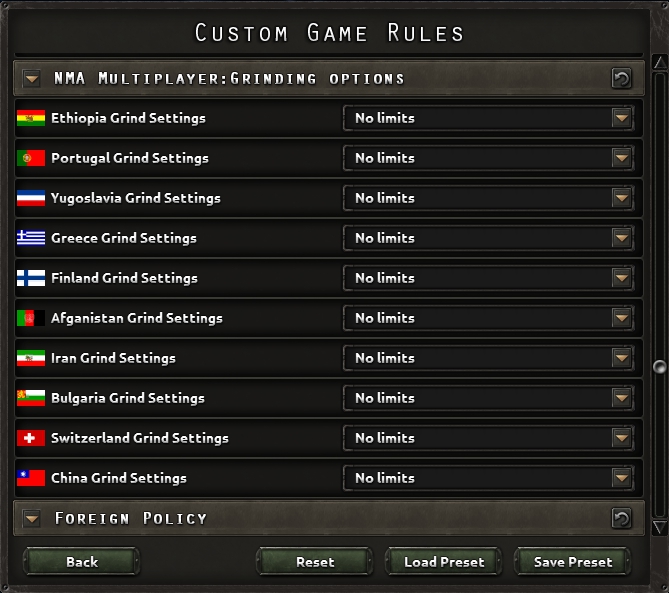 Custom Game Rules
NMA Multiplayer:Grinding options
Ethiopia Grind Settings No limits
Portugal Grind Settings No limits
Yugoslavia Grind Settings No limits
Greece Grind Settings No limits
Finland Grind Settings No limits
Afganistan Grind Settings No limits
Iran Grind Settings No limits
Bulgaria Grind Settings No limits
Switzerland Grind Settings No limits
China Grind Settings No limits
Foreign Policy
Back Reset Load Preset Save Preset